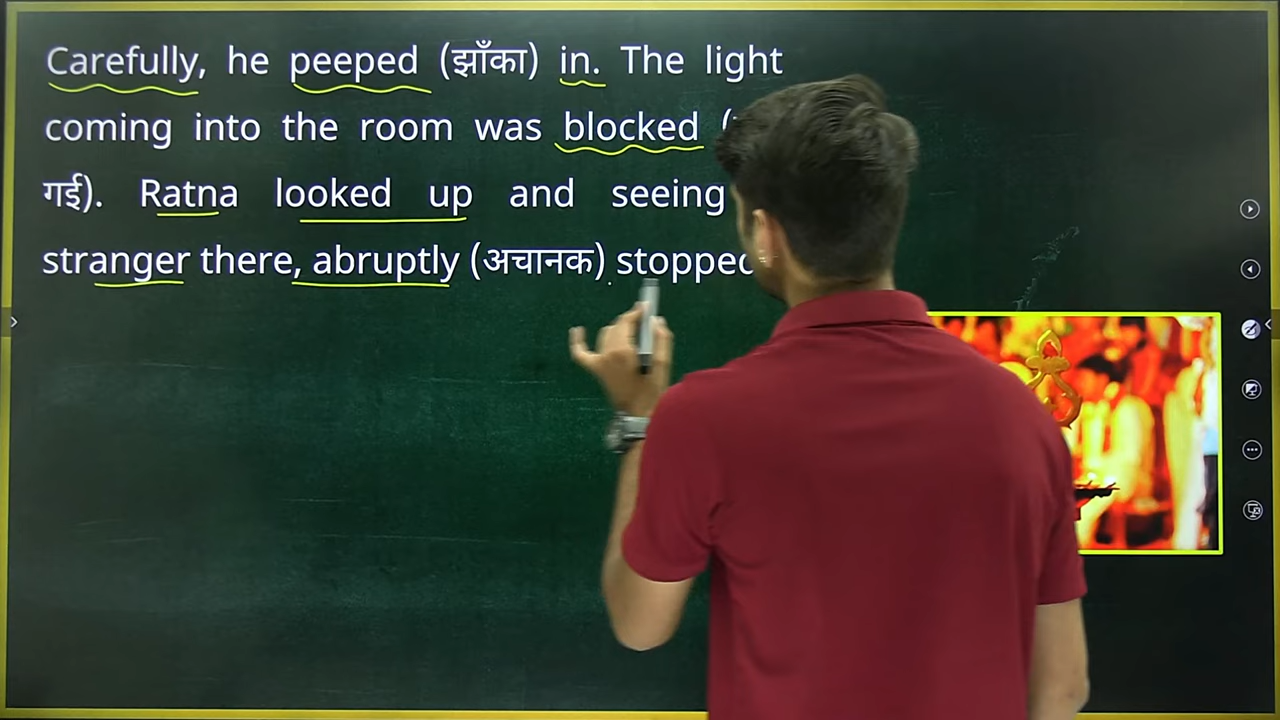 Carefully, he peeped (झाँका) in. The light
coming into the room was blocked (
गई). Ratna looked up and seeing
stranger there, abruptly (अचानक) stopped